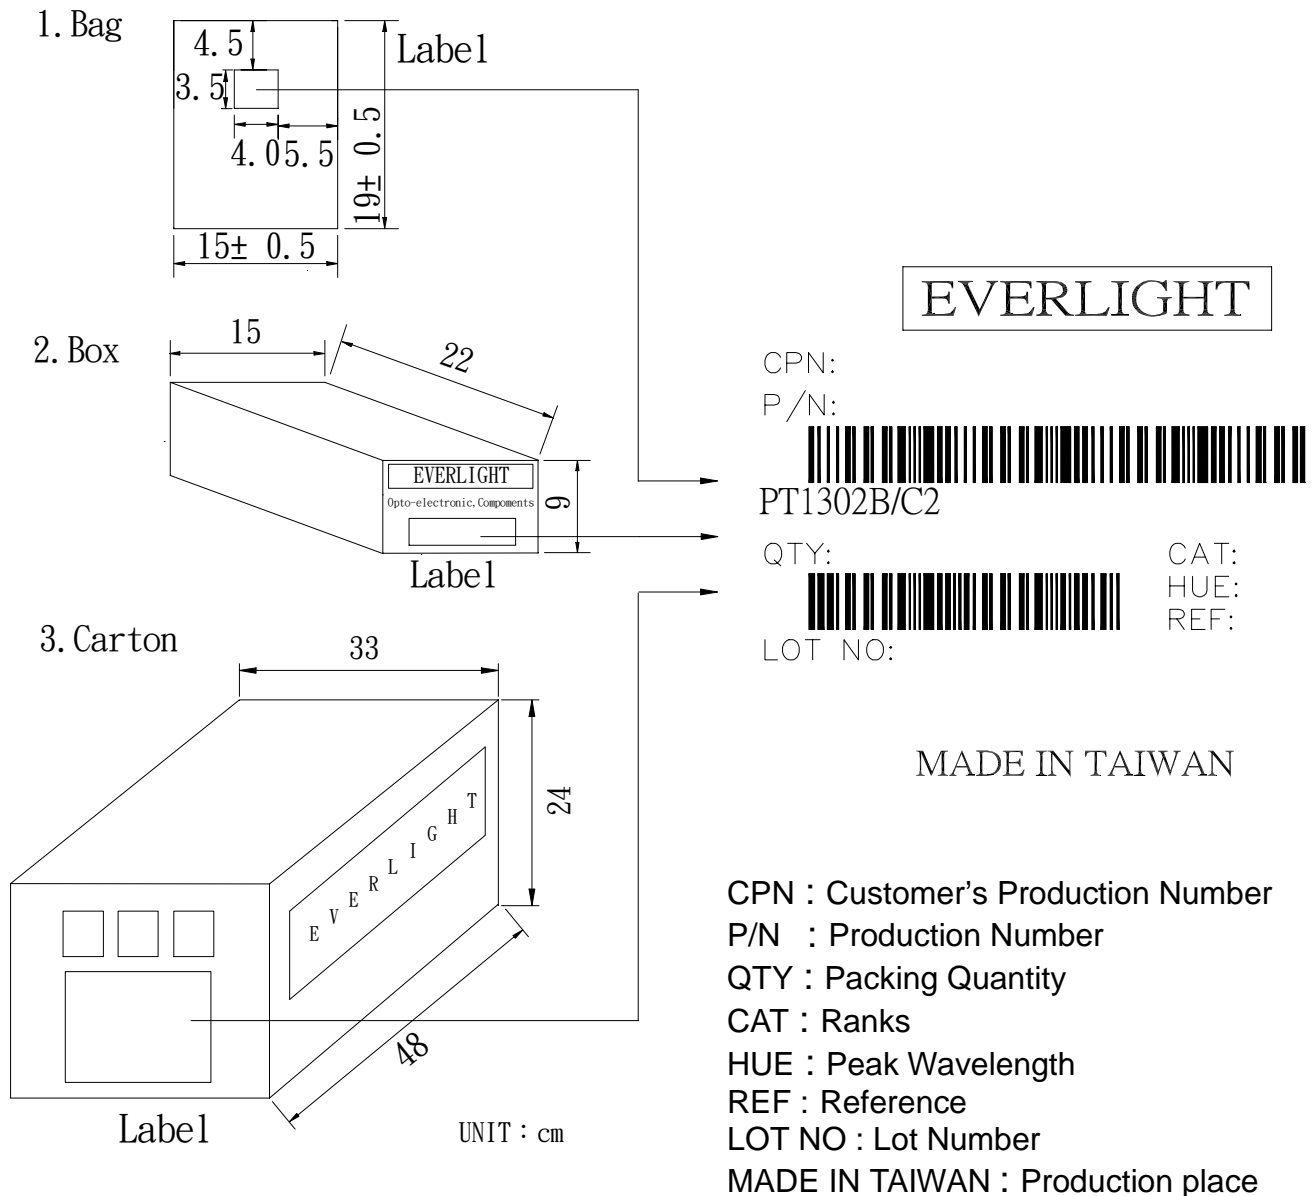 1. Bag
4.5
Label
3.5
4.0 5.5
19± 0.5
15± 0.5
2. Box
15
22
EVERLIGHT
Opto-electronic, Compoments
9
Label
3. Carton
33
24
EVERLIGHT
48
Label
UNIT：cm
EVERLIGHT
CPN:
P/N:
PT1302B/C2
QTY:
CAT:
HUE:
REF:
LOT NO:
MADE IN TAIWAN
CPN：Customer’s Production Number
P/N ：Production Number
QTY：Packing Quantity
CAT：Ranks
HUE：Peak Wavelength
REF : Reference
LOT NO : Lot Number
MADE IN TAIWAN：Production place